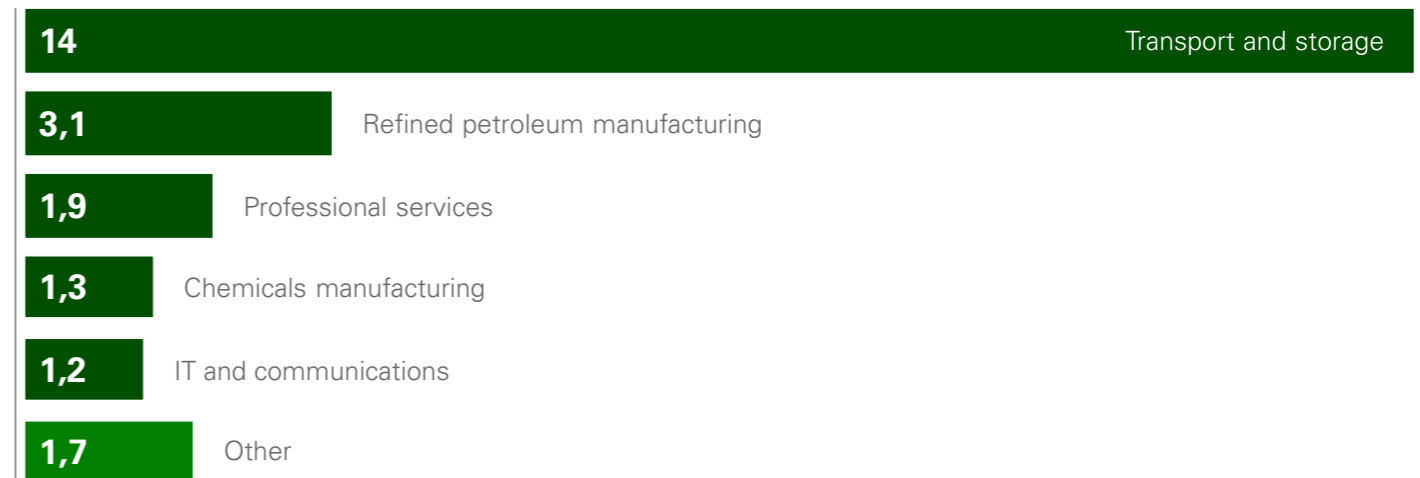 14 Transport and storage
3,1 Refined petroleum manufacturing
1,9 Professional services
1,3 Chemicals manufacturing
1,2 IT and communications
1,7 Other